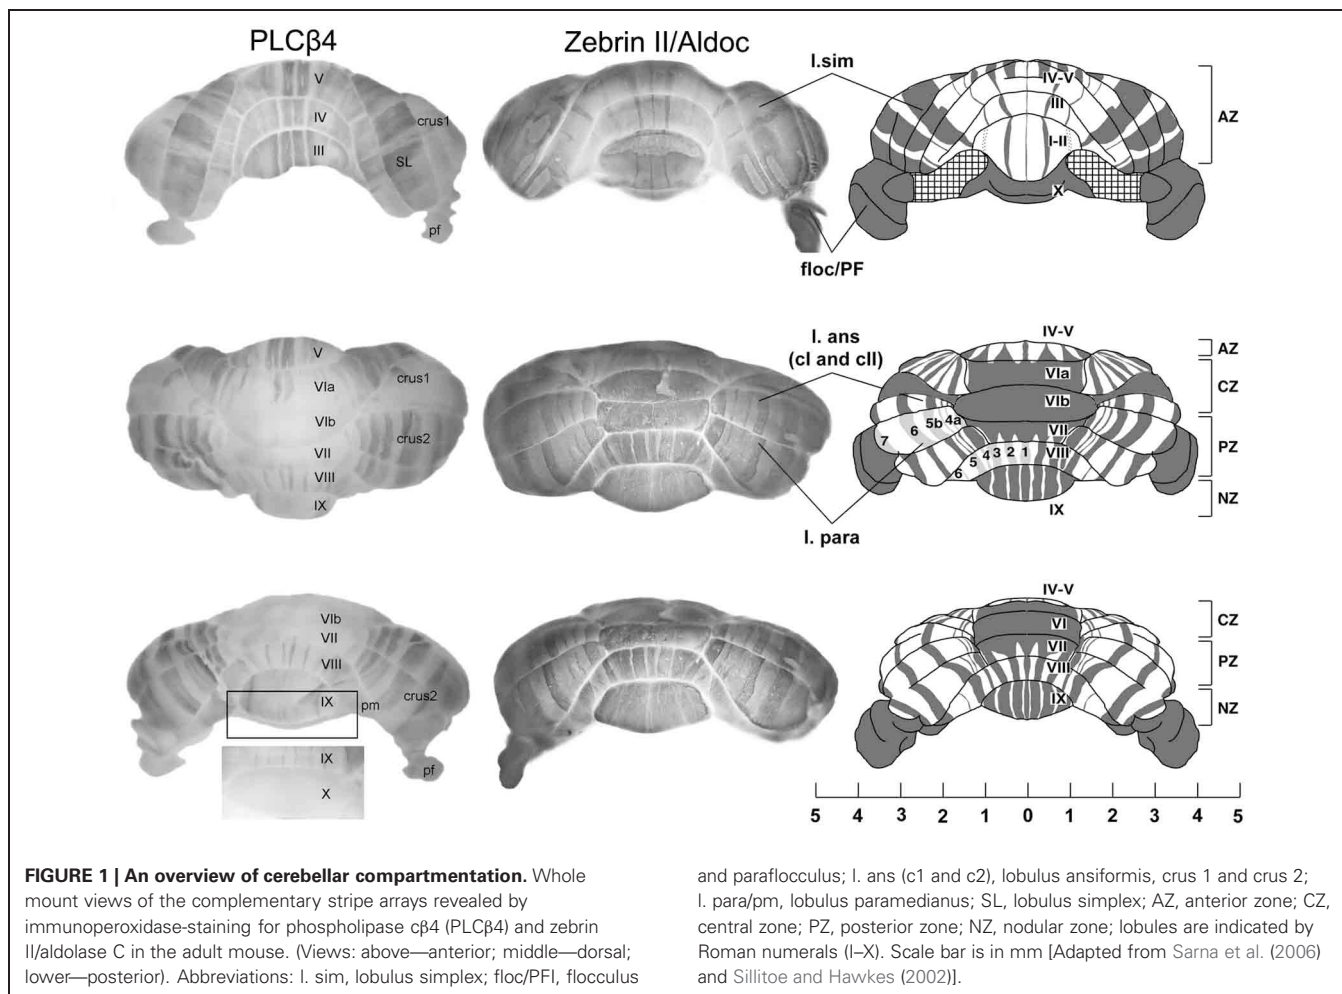 PLCβ4
Zebrin II/Aldoc
V
IV
III
crus1
SL
pf
l.sim
floc/PF
IV-V
III
I-II
X
AZ
V
VIa
VIb
VII
VIII
IX
crus1
crus2
l. ans
(cI and cII)
l. para
IV-V
VIa
VIb
VII
VIII
IX
7
6
5b
4a
6
5
4
3
2
1
AZ
CZ
PZ
NZ
VIb
VII
VIII
IX
crus2
pm
pf
IX
X
IV-V
VI
VII
VIII
IX
CZ
PZ
NZ
5 4 3 2 1 0 1 2 3 4 5
FIGURE 1 | An overview of cerebellar compartmentation. Whole
mount views of the complementary stripe arrays revealed by
immunoperoxidase-staining for phospholipase cβ4 (PLCβ4) and zebrin
II/aldolase C in the adult mouse. (Views: above—anterior; middle—dorsal;
lower—posterior). Abbreviations: l. sim, lobulus simplex; floc/PFl, flocculus
and paraflocculus; l. ans (c1 and c2), lobulus ansiformis, crus 1 and crus 2;
l. para/pm, lobulus paramedianus; SL, lobulus simplex; AZ, anterior zone; CZ,
central zone; PZ, posterior zone; NZ, nodular zone; lobules are indicated by
Roman numerals (I–X). Scale bar is in mm [Adapted from Sarna et al. (2006)
and Sillitoe and Hawkes (2002)].